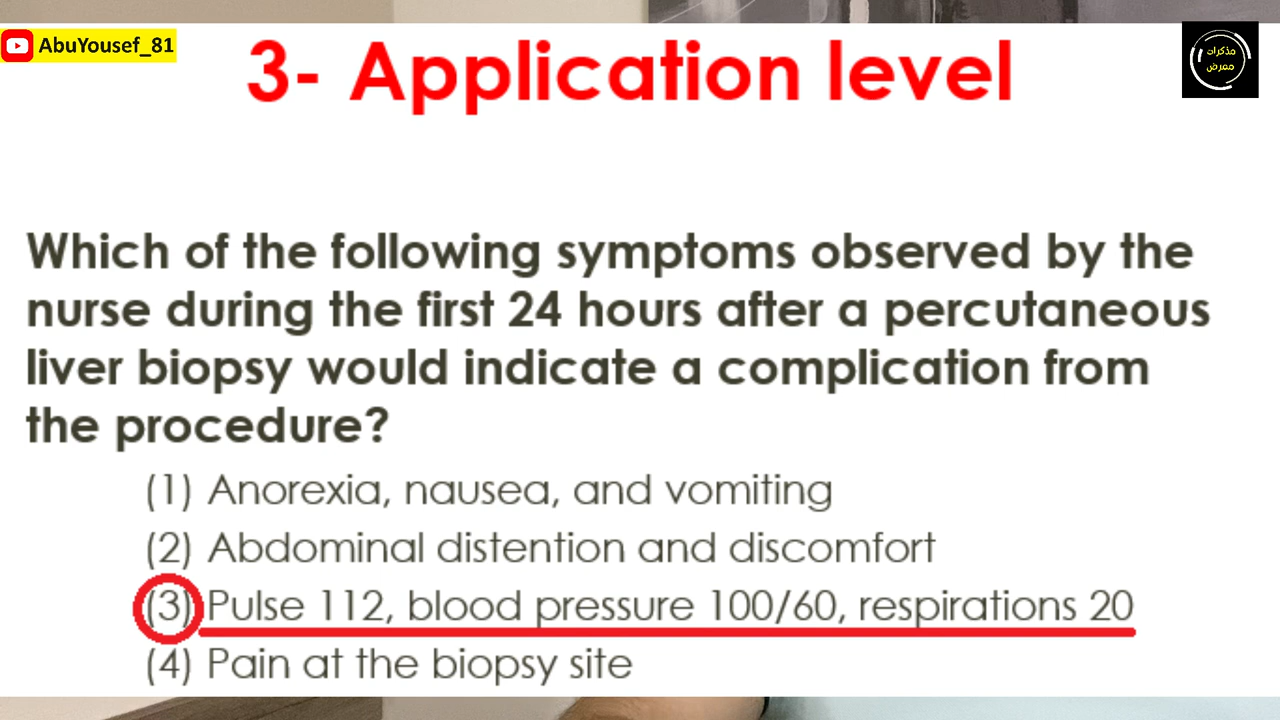 AbuYousef_81
3- Application level
مذكرات
ممرض
Which of the following symptoms observed by the
nurse during the first 24 hours after a percutaneous
liver biopsy would indicate a complication from
the procedure?
(1) Anorexia, nausea, and vomiting
(2) Abdominal distention and discomfort
(3) Pulse 112, blood pressure 100/60, respirations 20
(4) Pain at the biopsy site